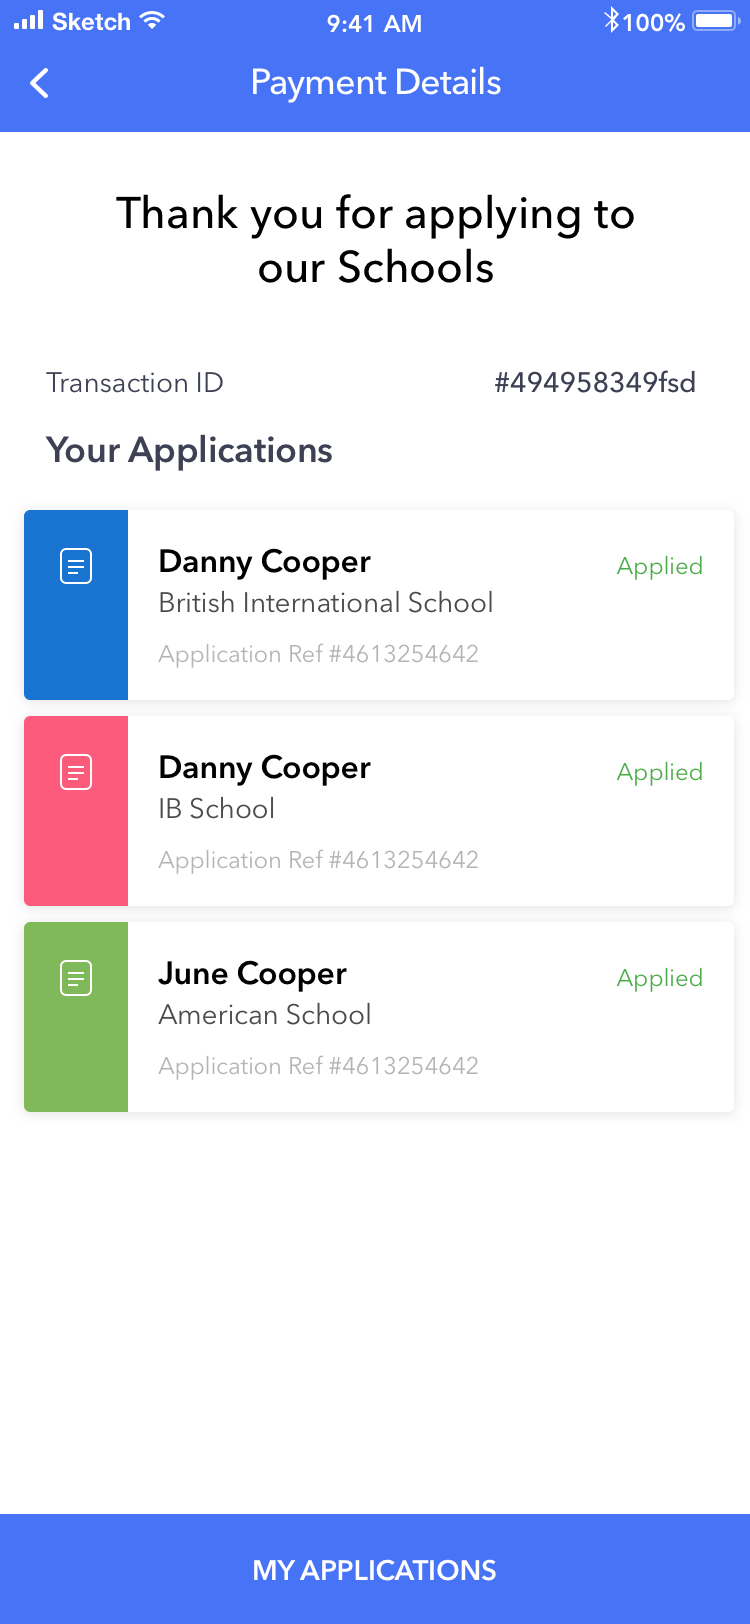 Sketch 9:41 AM 100%
Payment Details
Thank you for applying to
our Schools
Transaction ID #494958349fsd
Your Applications
Danny Cooper Applied
British International School
Application Ref #4613254642
Danny Cooper Applied
IB School
Application Ref #4613254642
June Cooper Applied
American School
Application Ref #4613254642
MY APPLICATIONS